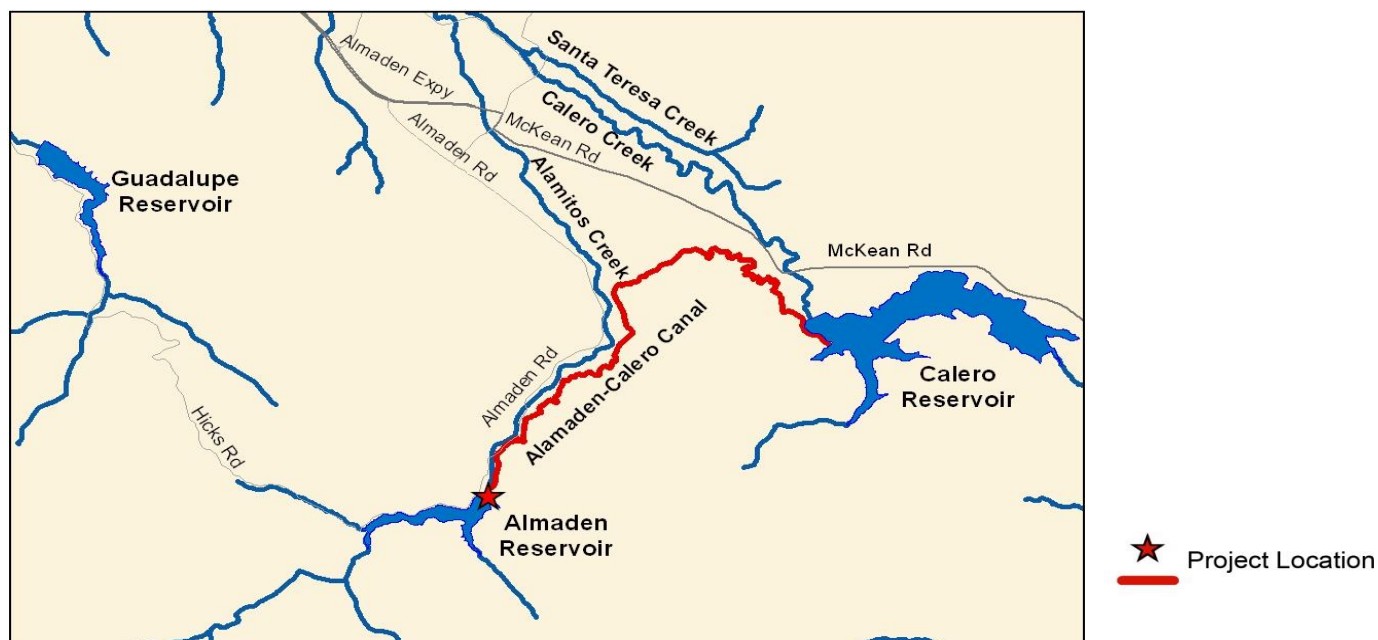 Santa Teresa Creek
Almaden Expy
Calero Creek
Almaden Rd
McKean Rd
Alamitos Creek
Guadalupe
Reservoir
McKean Rd
Alamaden-Calero Canal
Almaden Rd
Calero
Reservoir
Hicks Rd
Almaden
Reservoir
Project Location